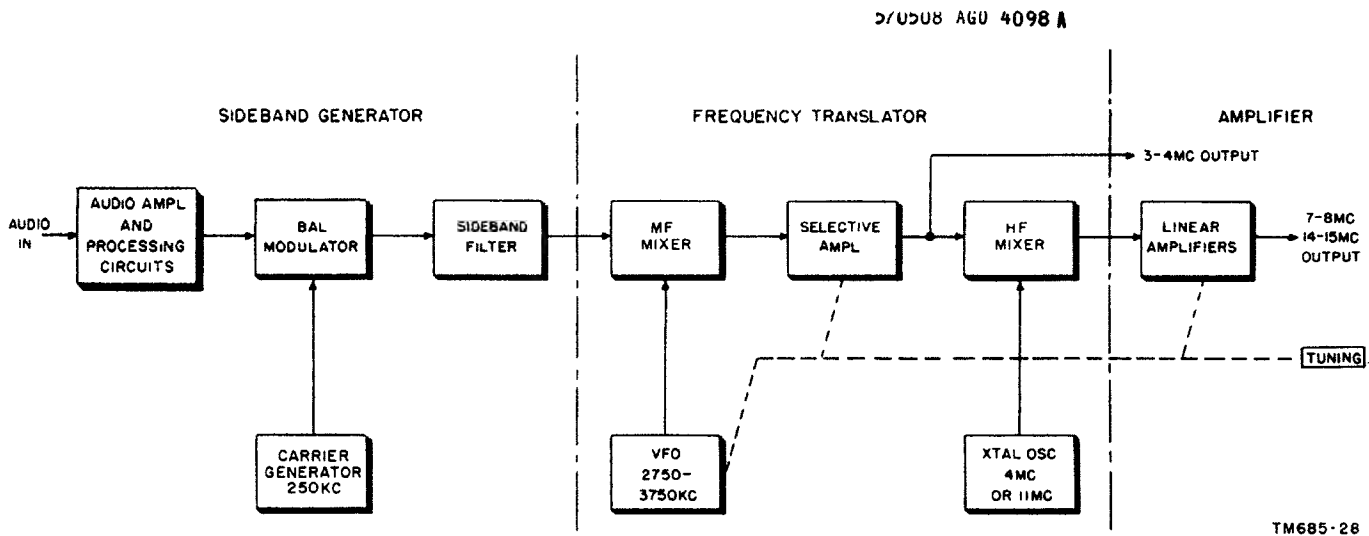 AGO 4098 A
SIDEBAND GENERATOR
FREQUENCY TRANSLATOR
AMPLIFIER
3-4MC OUTPUT
AUDIO
IN
AUDIO AMPL
AND
PROCESSING
CIRCUITS
BAL
MODULATOR
SIDEBAND
FILTER
MF
MIXER
SELECTIVE
AMPL
HF
MIXER
LINEAR
AMPLIFIERS
7-8MC
14-15MC
OUTPUT
TUNING
CARRIER
GENERATOR
250KC
VFO
2750-
3750KC
XTAL OSC
4MC
OR 11MC
TM685-28